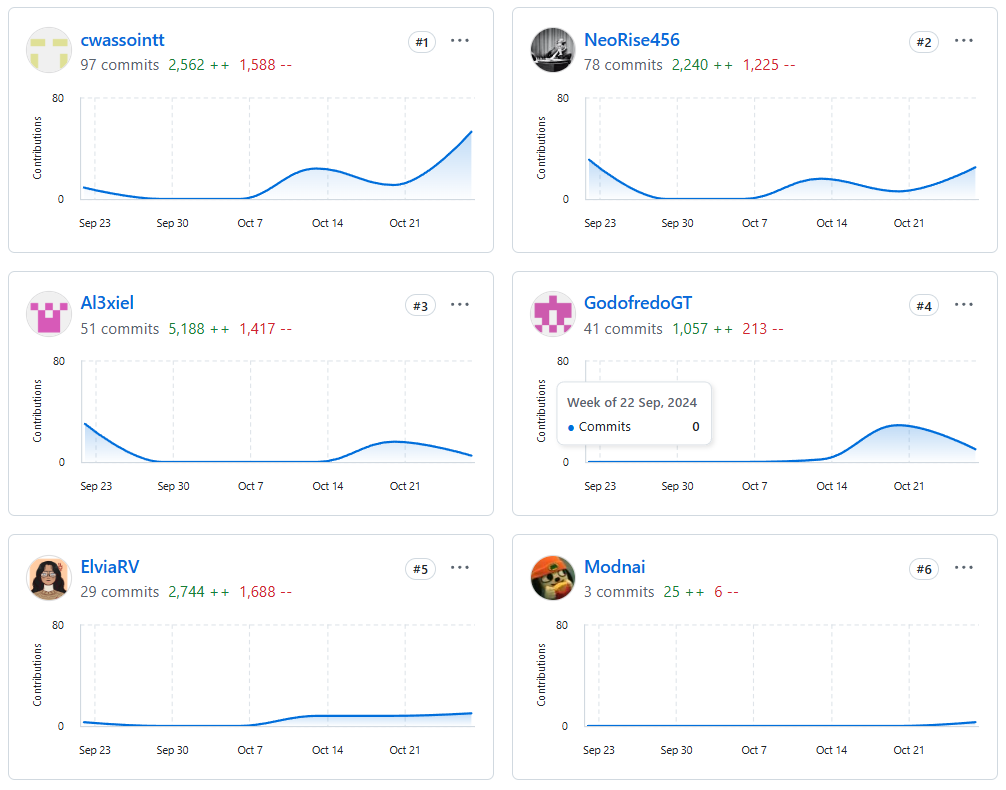 cwassointt #1 ···
97 commits 2,562 ++ 1,588 --
80
Contributions
0
Sep 23 Sep 30 Oct 7 Oct 14 Oct 21
NeoRise456 #2 ···
78 commits 2,240 ++ 1,225 --
80
Contributions
0
Sep 23 Sep 30 Oct 7 Oct 14 Oct 21
Al3xiel #3 ···
51 commits 5,188 ++ 1,417 --
80
Contributions
0
Sep 23 Sep 30 Oct 7 Oct 14 Oct 21
GodofredoGT #4 ···
41 commits 1,057 ++ 213 --
80
Contributions
Week of 22 Sep, 2024
Commits 0
0
Sep 23 Sep 30 Oct 7 Oct 14 Oct 21
ElviaRV #5 ···
29 commits 2,744 ++ 1,688 --
80
Contributions
0
Sep 23 Sep 30 Oct 7 Oct 14 Oct 21
Modnai #6 ···
3 commits 25 ++ 6 --
80
Contributions
0
Sep 23 Sep 30 Oct 7 Oct 14 Oct 21